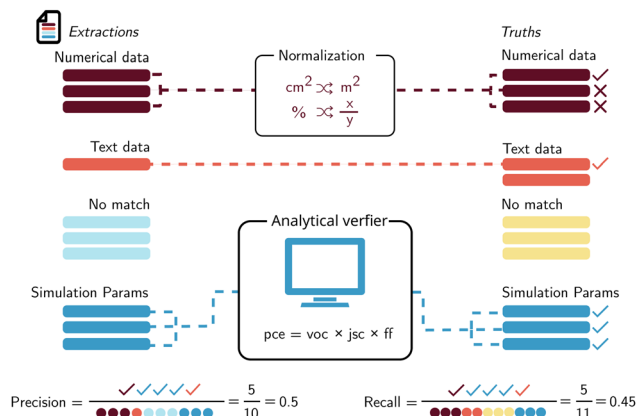 Extractions
Truths
Numerical data
Normalization
Numerical data
cm² m²
% x/y
Text data
Text data
No match
No match
Analytical verfier
pce = voc × jsc × ff
Simulation Params
Simulation Params
Precision = = 5/10 = 0.5
Recall = = 5/11 = 0.45